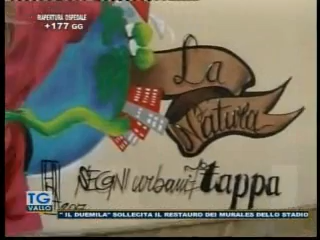 RIAPERTURA OSPEDALE
+177 GG
La
Natura
SEGNI urbani
tappa
TG
VALLO
" IL DUEMILA" SOLLECITA IL RESTAURO DEI MURALES DELLO STADIO